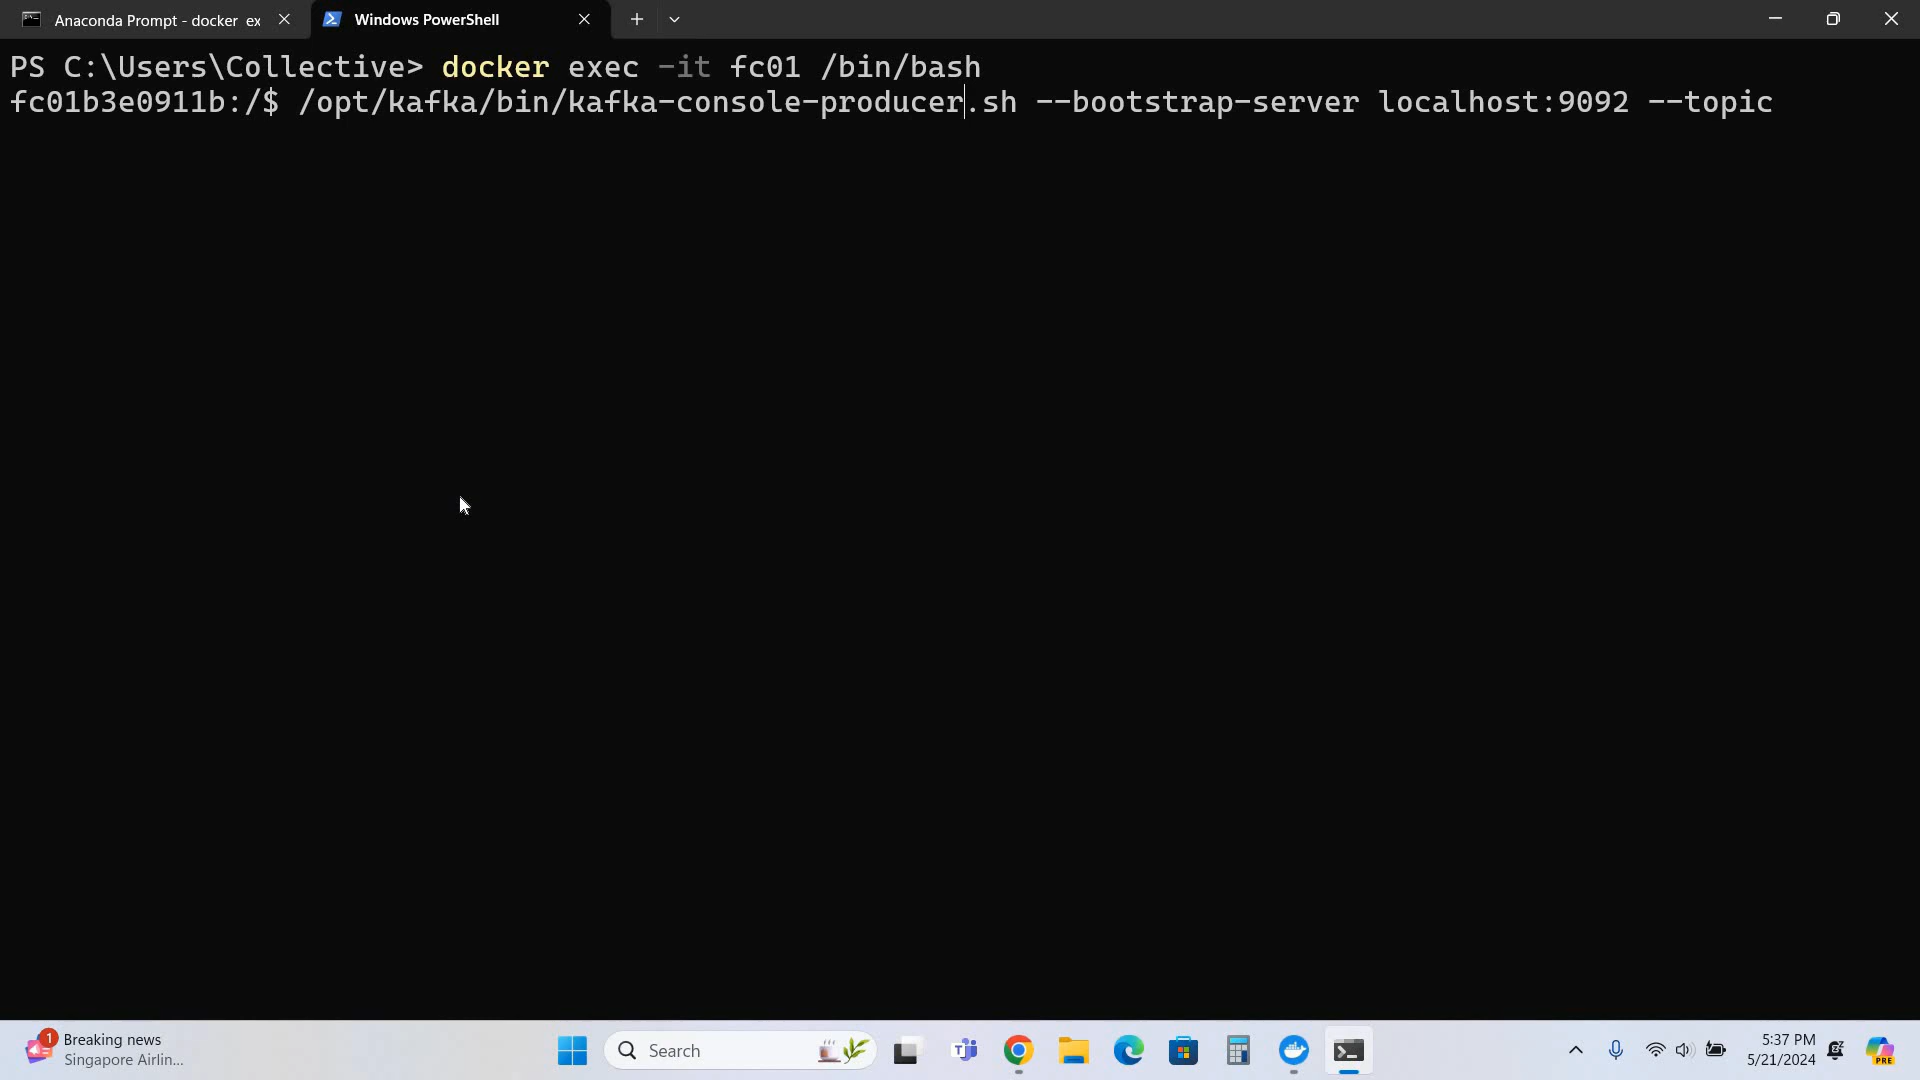 Anaconda Prompt - docker ex
Windows PowerShell
PS C:\Users\Collective> docker exec -it fc01 /bin/bash
fc01b3e0911b:/$ /opt/kafka/bin/kafka-console-producer.sh --bootstrap-server localhost:9092 --topic
1
Breaking news
Singapore Airlin...
Search
5:37 PM
5/21/2024
PRE